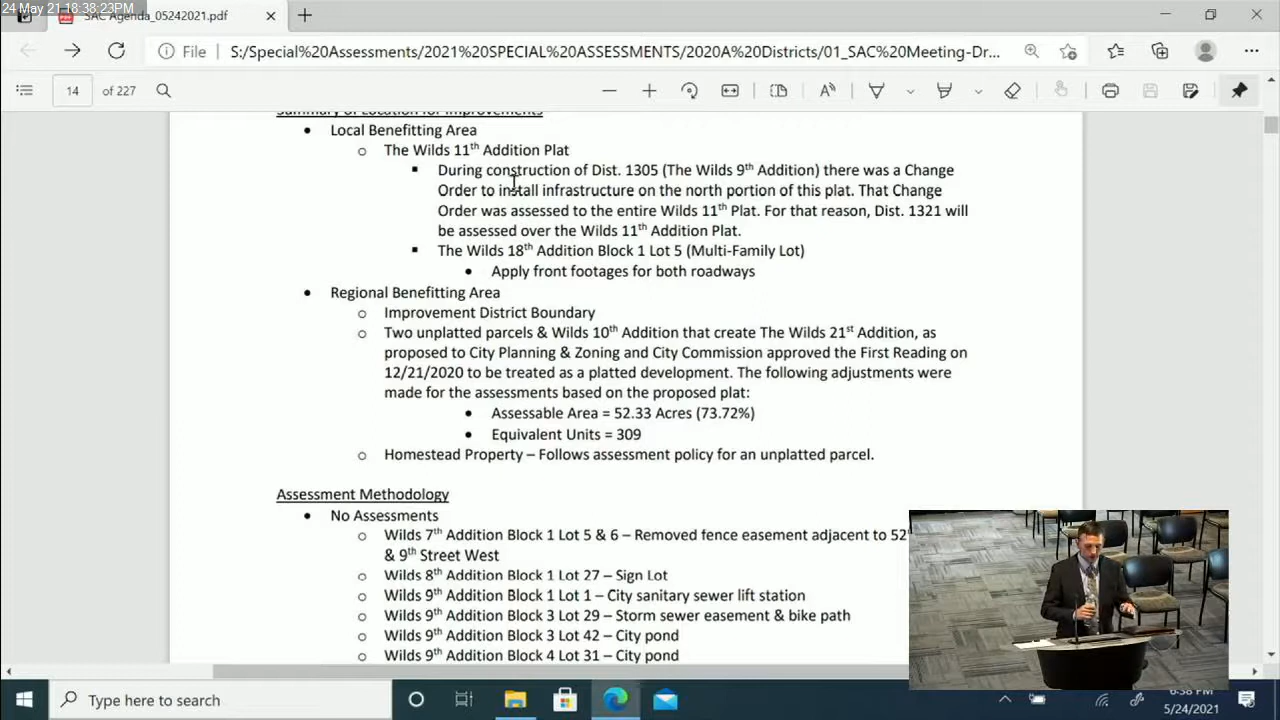 24 May 21 - 18:38:23PM
SAC Agenda_05242021.pdf
File
S:/Special%20Assessments/2021%20SPECIAL%20ASSESSMENTS/2020A%20Districts/01_SAC%20Meeting-Dr...
14 of 227
Summary of Location for Improvements
• Local Benefitting Area
o The Wilds 11th Addition Plat
▪ During construction of Dist. 1305 (The Wilds 9th Addition) there was a Change
Order to install infrastructure on the north portion of this plat. That Change
Order was assessed to the entire Wilds 11th Plat. For that reason, Dist. 1321 will
be assessed over the Wilds 11th Addition Plat.
▪ The Wilds 18th Addition Block 1 Lot 5 (Multi-Family Lot)
• Apply front footages for both roadways
• Regional Benefitting Area
o Improvement District Boundary
o Two unplatted parcels & Wilds 10th Addition that create The Wilds 21st Addition, as
proposed to City Planning & Zoning and City Commission approved the First Reading on
12/21/2020 to be treated as a platted development. The following adjustments were
made for the assessments based on the proposed plat:
• Assessable Area = 52.33 Acres (73.72%)
• Equivalent Units = 309
o Homestead Property – Follows assessment policy for an unplatted parcel.
Assessment Methodology
• No Assessments
o Wilds 7th Addition Block 1 Lot 5 & 6 – Removed fence easement adjacent to 52
& 9th Street West
o Wilds 8th Addition Block 1 Lot 27 – Sign Lot
o Wilds 9th Addition Block 1 Lot 1 – City sanitary sewer lift station
o Wilds 9th Addition Block 3 Lot 29 – Storm sewer easement & bike path
o Wilds 9th Addition Block 3 Lot 42 – City pond
o Wilds 9th Addition Block 4 Lot 31 – City pond
Type here to search
6:38 PM
5/24/2021